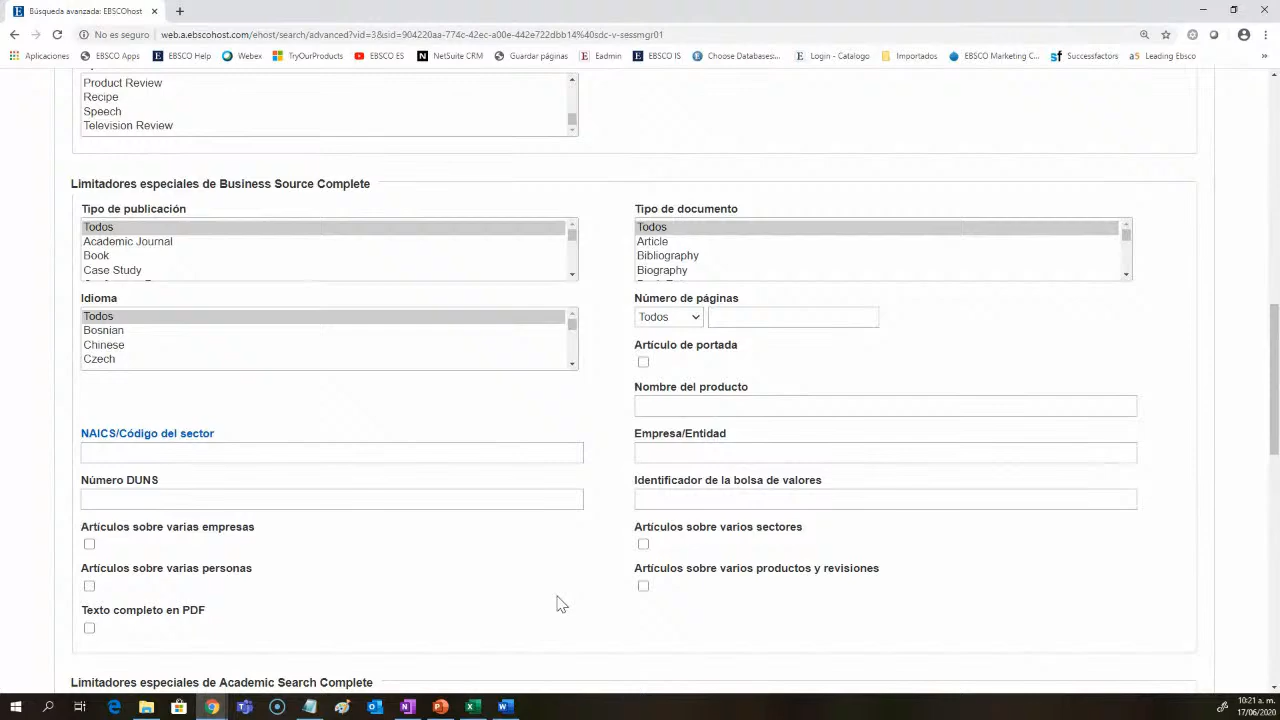 Búsqueda avanzada: EBSCOhost
No es seguro
web.a.ebscohost.com/ehost/search/advanced?vid=3&sid=904220aa-774c-42ec-a00e-442e722dbb14%40sdc-v-sessmgr01
Aplicaciones
EBSCO Apps
EBSCO Help
Webex
TryOurProducts
EBSCO ES
NetSuite CRM
Guardar páginas
Eadmin
EBSCO IS
Choose Databases:...
Login - Catalogo
Importados
EBSCO Marketing C...
Successfactors
Leading Ebsco
Product Review
Recipe
Speech
Television Review
Limitadores especiales de Business Source Complete
Tipo de publicación
Todos
Academic Journal
Book
Case Study
Tipo de documento
Todos
Article
Bibliography
Biography
Idioma
Todos
Bosnian
Chinese
Czech
Número de páginas
Todos
Artículo de portada
Nombre del producto
NAICS/Código del sector
Empresa/Entidad
Número DUNS
Identificador de la bolsa de valores
Artículos sobre varias empresas
Artículos sobre varios sectores
Artículos sobre varias personas
Artículos sobre varios productos y revisiones
Texto completo en PDF
Limitadores especiales de Academic Search Complete
10:21 a.m.
17/06/2020